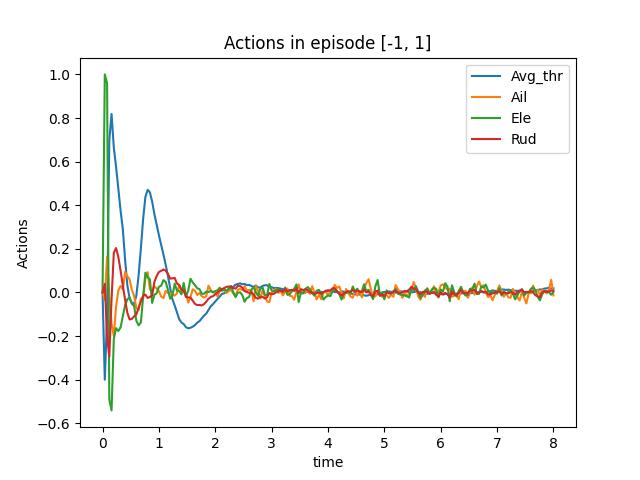 Actions in episode [-1, 1]
Avg_thr
Ail
Ele
Rud
Actions
1.0
0.8
0.6
0.4
0.2
0.0
−0.2
−0.4
−0.6
0 1 2 3 4 5 6 7 8
time